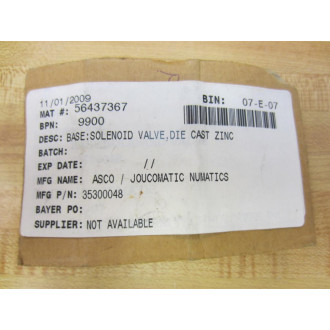 11/01/2009
BIN: 07-E-07
MAT #: 56437367
BPN: 9900
DESC: BASE:SOLENOID VALVE,DIE CAST ZINC
BATCH:
EXP DATE: //
MFG NAME: ASCO / JOUCOMATIC NUMATICS
MFG P/N: 35300048
BAYER PO:
SUPPLIER: NOT AVAILABLE